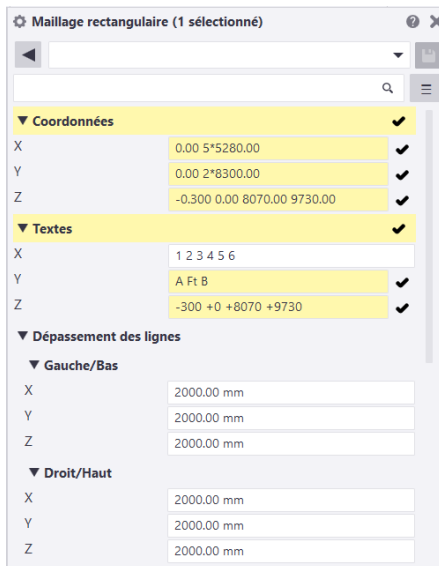 Maillage rectangulaire (1 sélectionné)
Coordonnées
X 0.00 5*5280.00
Y 0.00 2*8300.00
Z -0.300 0.00 8070.00 9730.00
Textes
X 1 2 3 4 5 6
Y A Ft B
Z -300 +0 +8070 +9730
Dépassement des lignes
Gauche/Bas
X 2000.00 mm
Y 2000.00 mm
Z 2000.00 mm
Droit/Haut
X 2000.00 mm
Y 2000.00 mm
Z 2000.00 mm